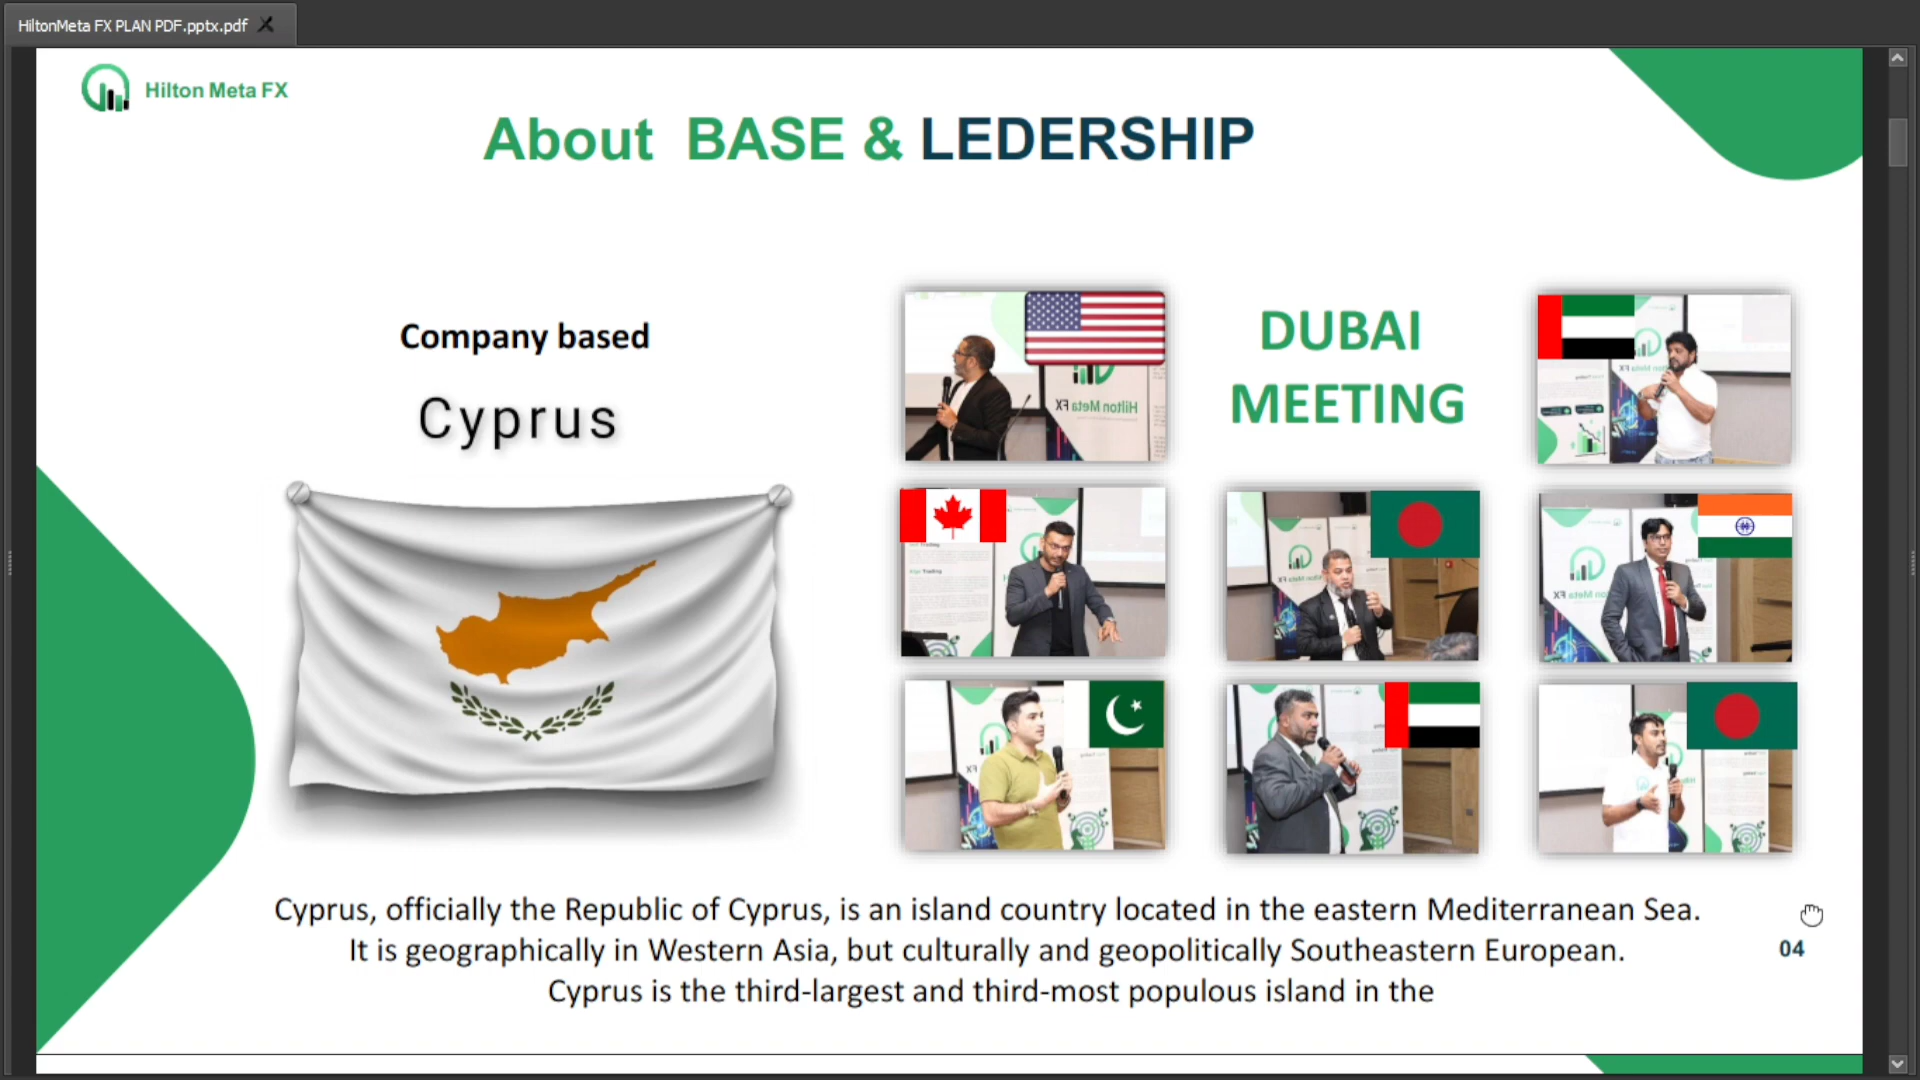 HiltonMeta FX PLAN PDF.pptx.pdf
Hilton Meta FX
About BASE & LEDERSHIP
Company based
Cyprus
DUBAI
MEETING
Hilton Meta FX
Cyprus, officially the Republic of Cyprus, is an island country located in the eastern Mediterranean Sea.
It is geographically in Western Asia, but culturally and geopolitically Southeastern European.
Cyprus is the third-largest and third-most populous island in the
04